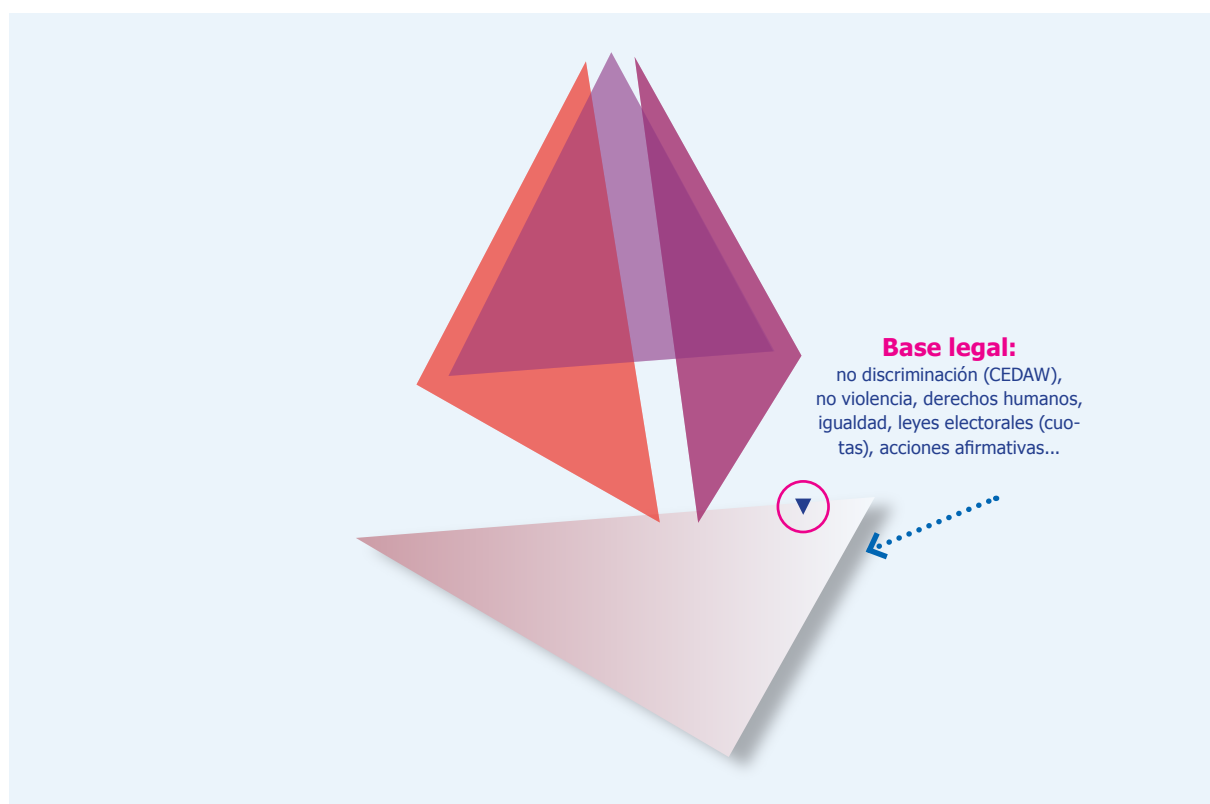 Base legal:
no discriminación (CEDAW),
no violencia, derechos humanos,
igualdad, leyes electorales (cuo-
tas), acciones afirmativas...